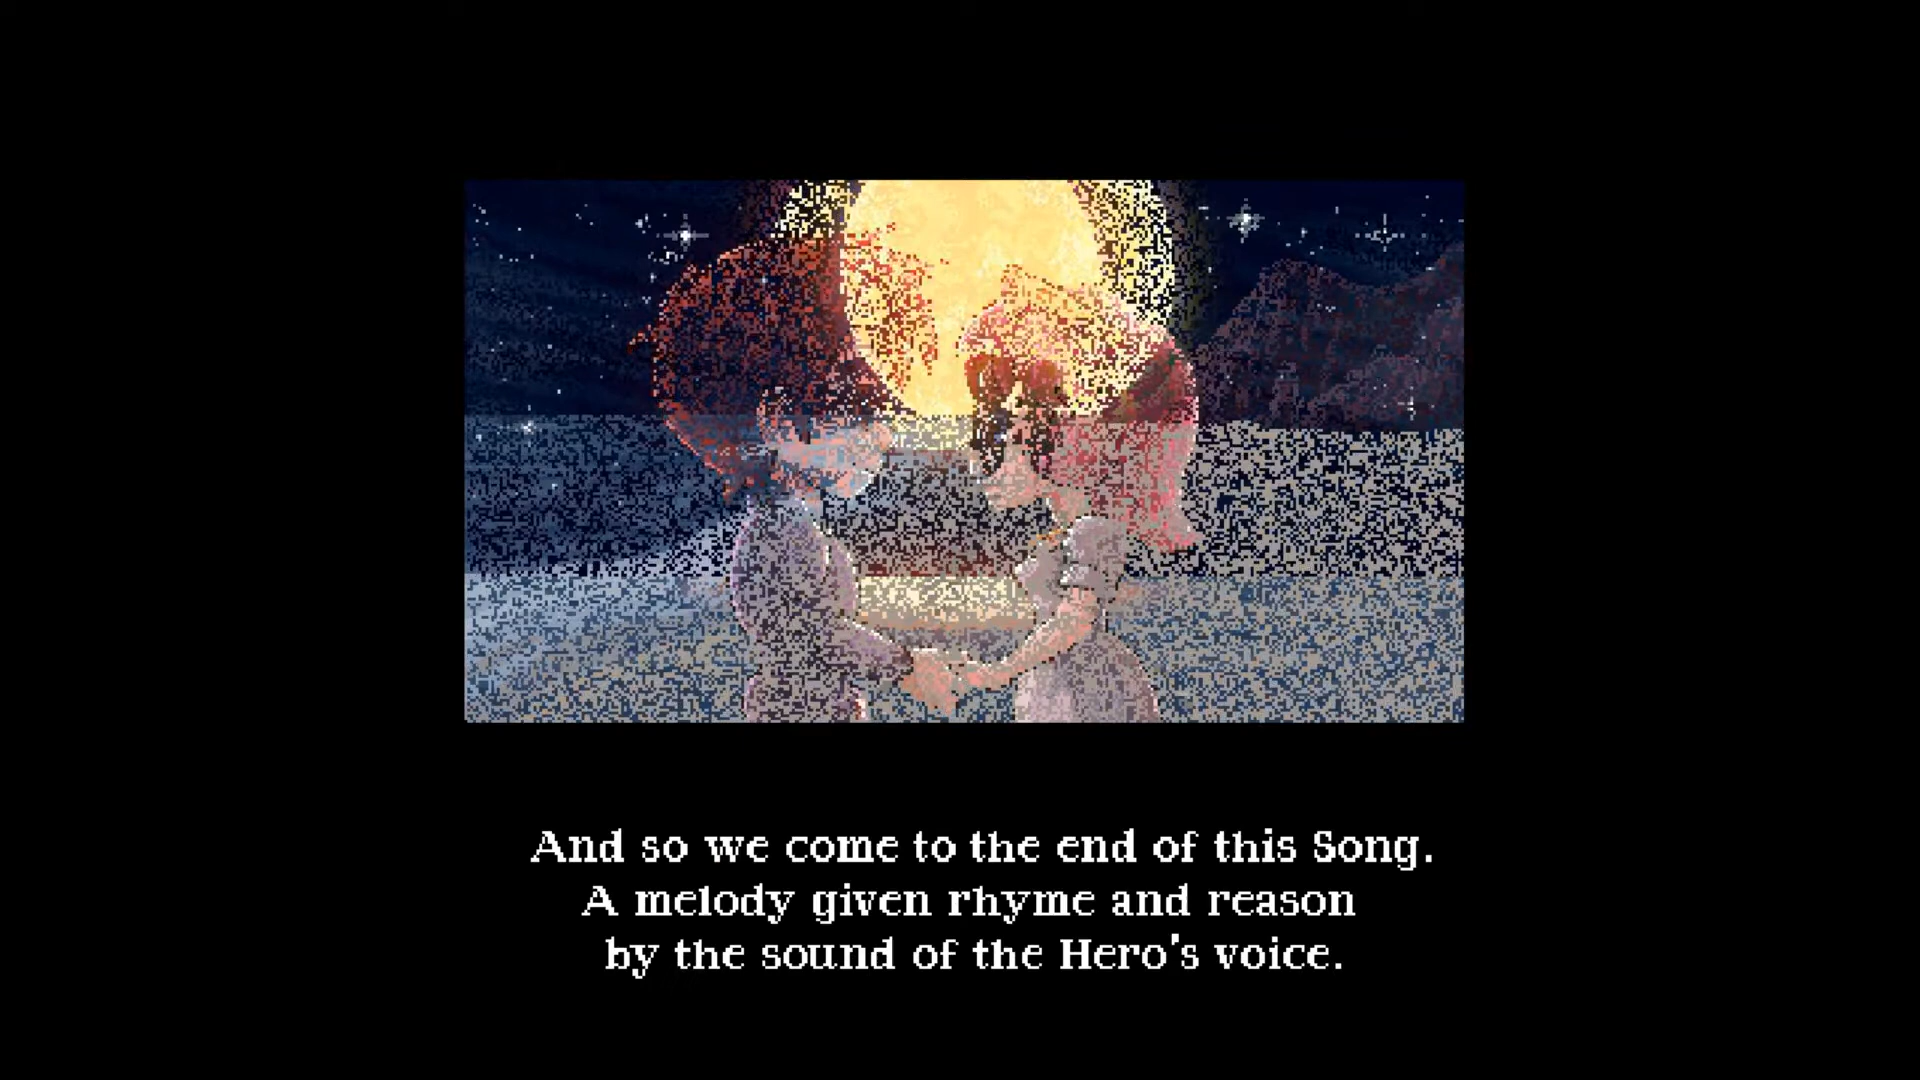 And so we come to the end of this Song.
A melody given rhyme and reason
by the sound of the Hero's voice.